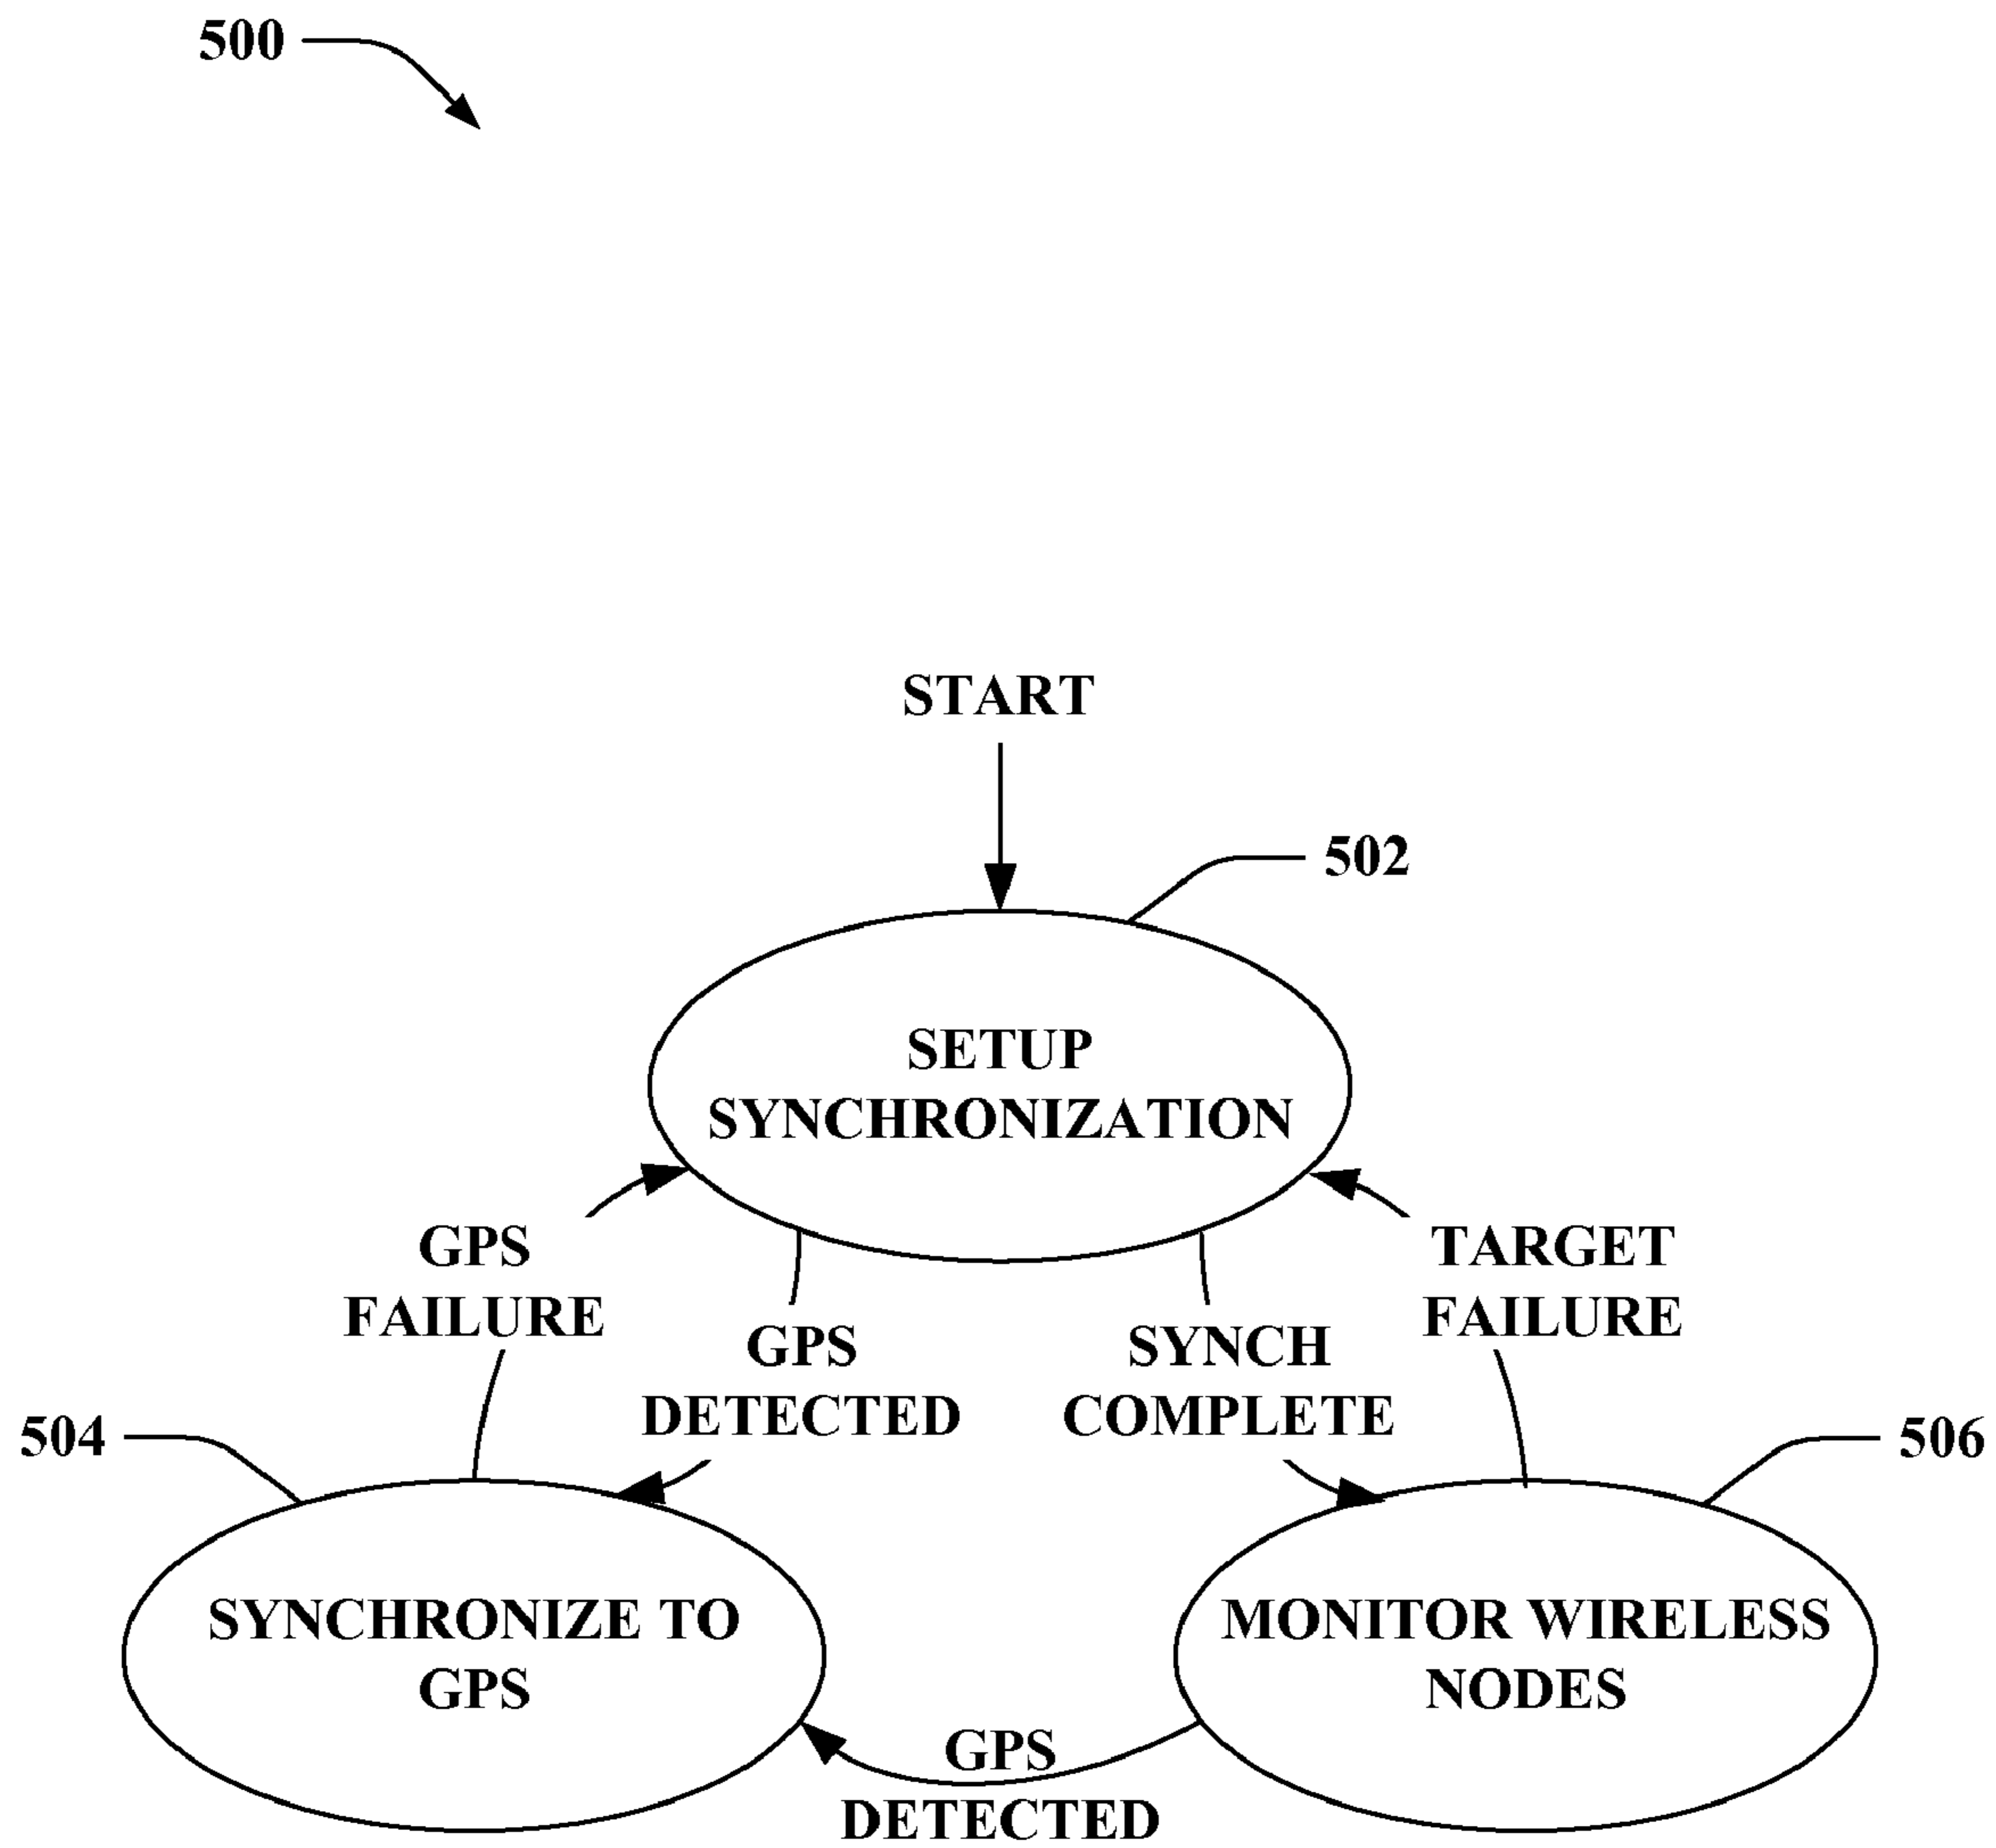 500
START
502
SETUP
SYNCHRONIZATION
GPS
FAILURE
TARGET
FAILURE
GPS
DETECTED
SYNCH
COMPLETE
504
506
SYNCHRONIZE TO
GPS
MONITOR WIRELESS
NODES
GPS
DETECTED